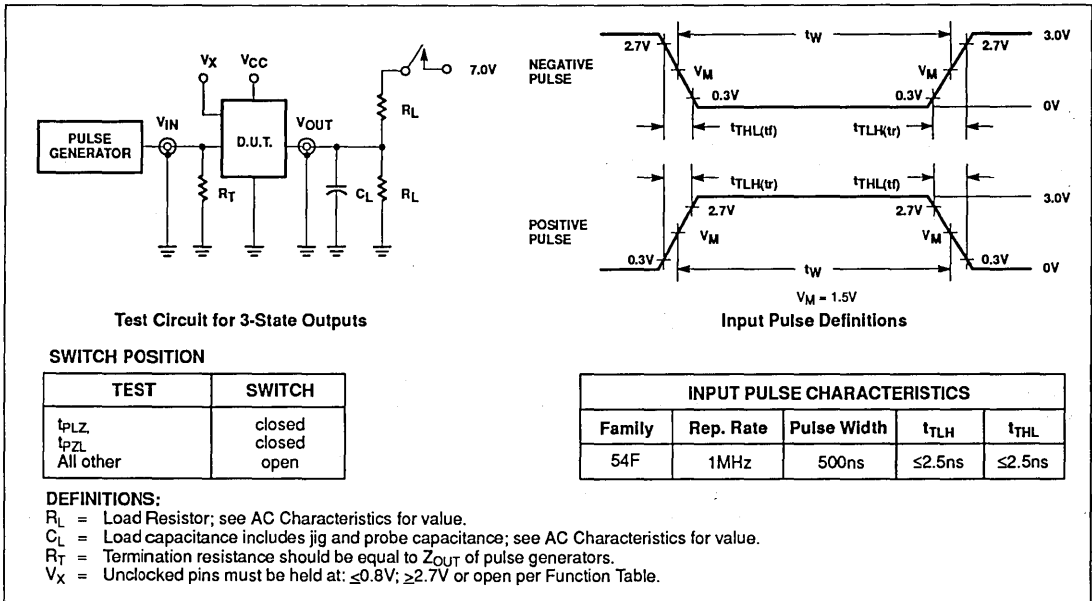 VX
VCC
7.0V
RL
PULSE
GENERATOR
VIN
D.U.T.
VOUT
RT
CL
RL
Test Circuit for 3-State Outputs
NEGATIVE
PULSE
tW
2.7V
2.7V
3.0V
VM
VM
0.3V
0.3V
0V
tTHL(tf)
tTLH(tr)
tTLH(tr)
tTHL(tf)
3.0V
POSITIVE
PULSE
2.7V
2.7V
VM
VM
0.3V
0.3V
tW
0V
VM = 1.5V
Input Pulse Definitions
SWITCH POSITION
TEST SWITCH
tPLZ, closed
tPZL closed
All other open
INPUT PULSE CHARACTERISTICS
Family Rep. Rate Pulse Width tTLH tTHL
54F 1MHz 500ns ≤2.5ns ≤2.5ns
DEFINITIONS:
RL = Load Resistor; see AC Characteristics for value.
CL = Load capacitance includes jig and probe capacitance; see AC Characteristics for value.
RT = Termination resistance should be equal to ZOUT of pulse generators.
VX = Unclocked pins must be held at: ≤0.8V; ≥2.7V or open per Function Table.